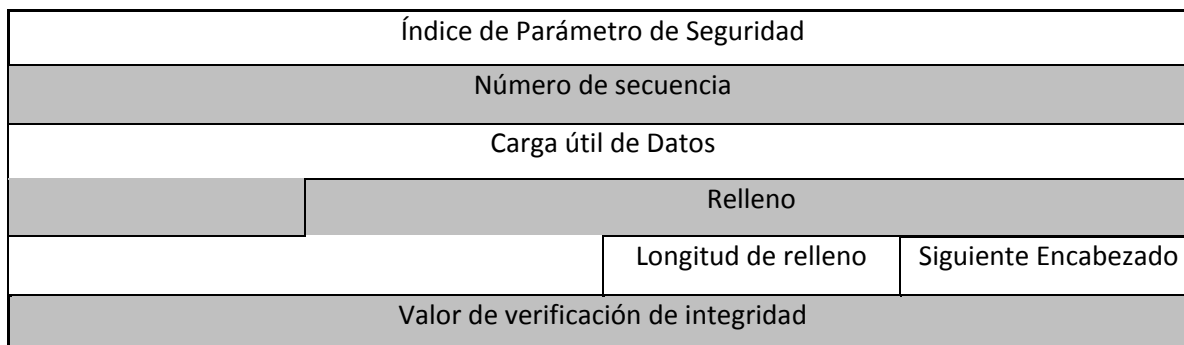 Índice de Parámetro de Seguridad
Número de secuencia
Carga útil de Datos
Relleno
Longitud de relleno
Siguiente Encabezado
Valor de verificación de integridad